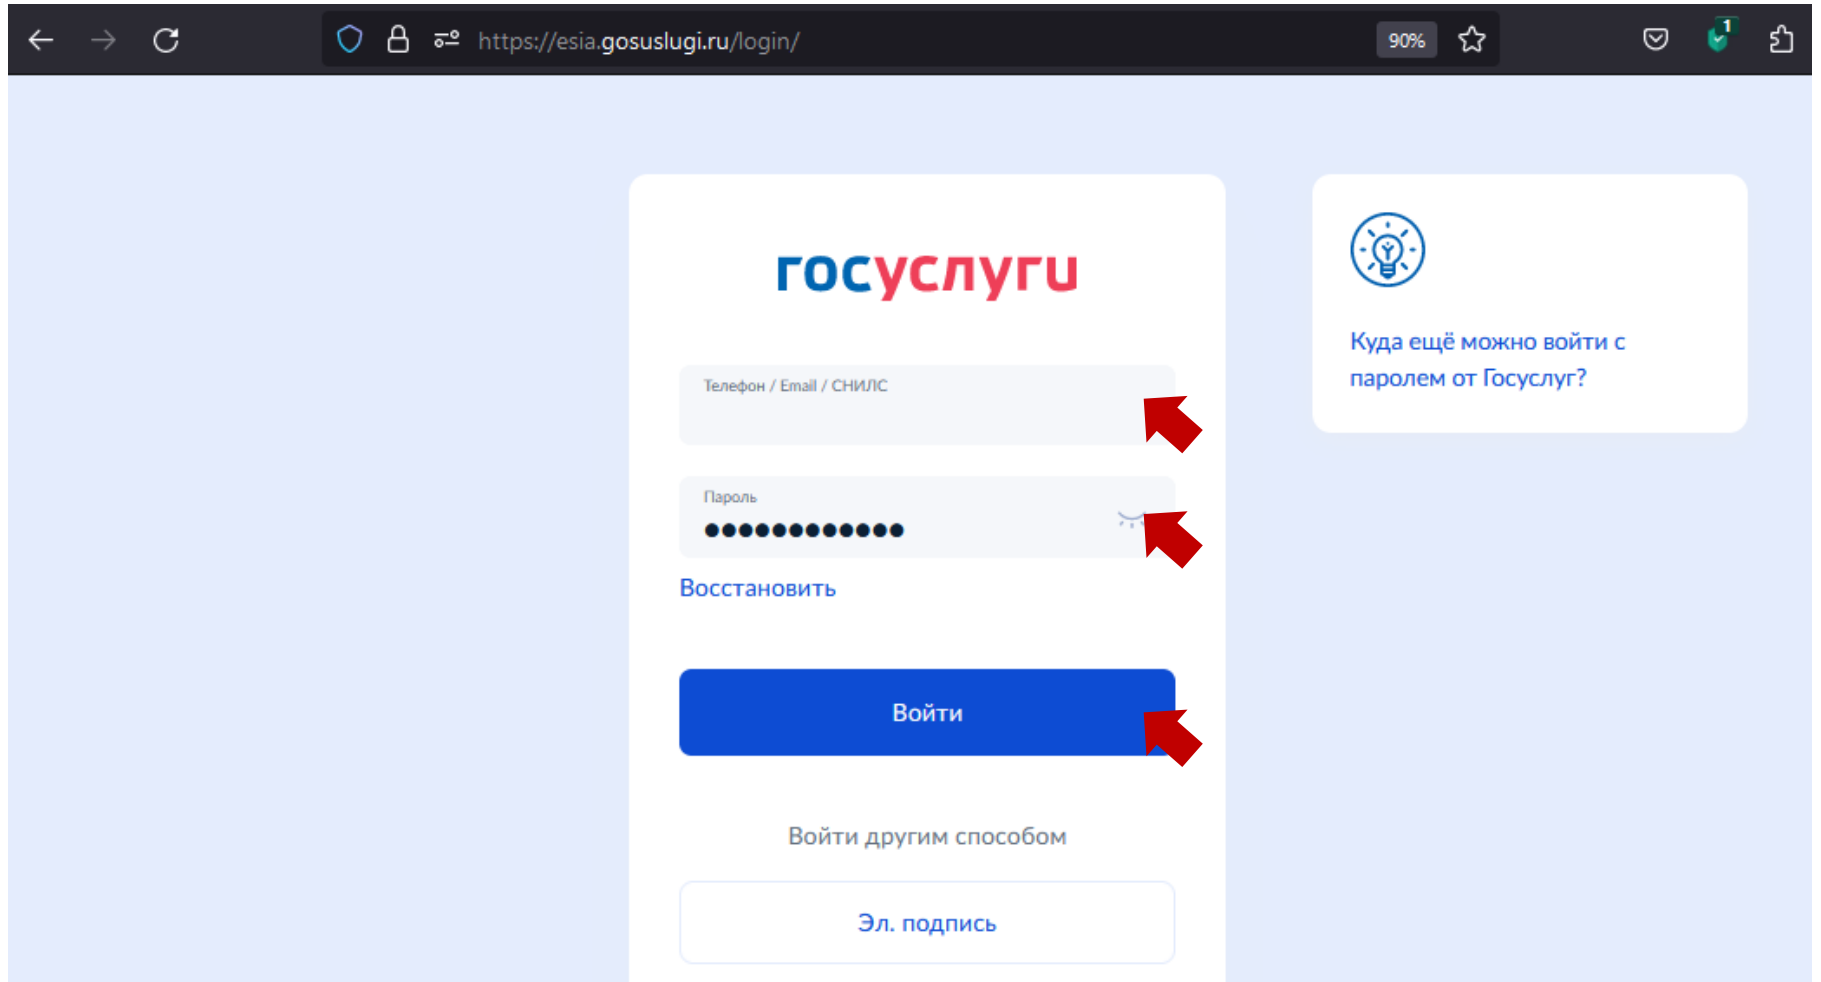 https://esia.gosuslugi.ru/login/
90%
1
госуслуги
Телефон / Email / СНИЛС
Пароль
●●●●●●●●●●●●
Восстановить
Войти
Войти другим способом
Эл. подпись
Куда ещё можно войти с
паролем от Госуслуг?